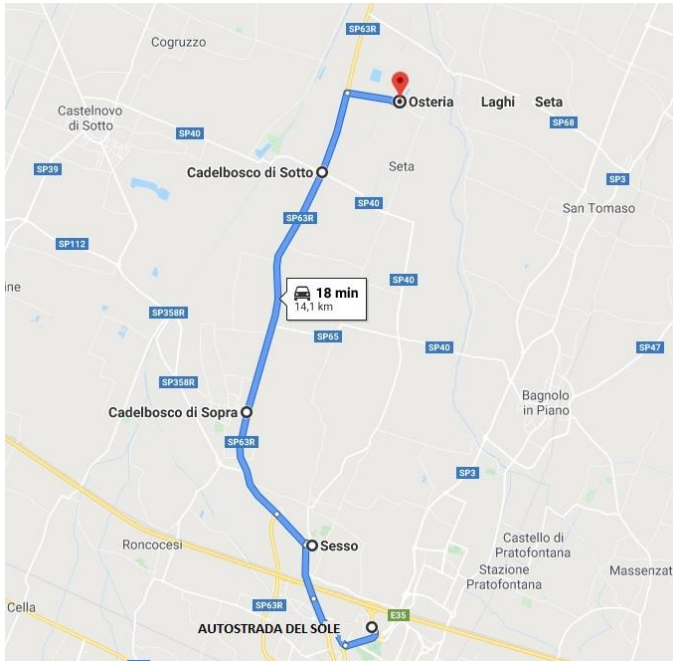 SP63R
Cogruzzo
Osteria Laghi Seta
Castelnovo
di Sotto
SP40
SP68
SP39
Cadelbosco di Sotto
Seta
SP3
SP40
San Tomaso
SP63R
SP112
SP40
ine
18 min
14,1 km
SP358R
SP65
SP40
SP47
SP358R
Bagnolo
in Piano
Cadelbosco di Sopra
SP63R
SP3
Roncocesi
Sesso
Castello di
Pratofontana
Stazione
Pratofontana
Massenzat
Cella
SP63R
E35
AUTOSTRADA DEL SOLE